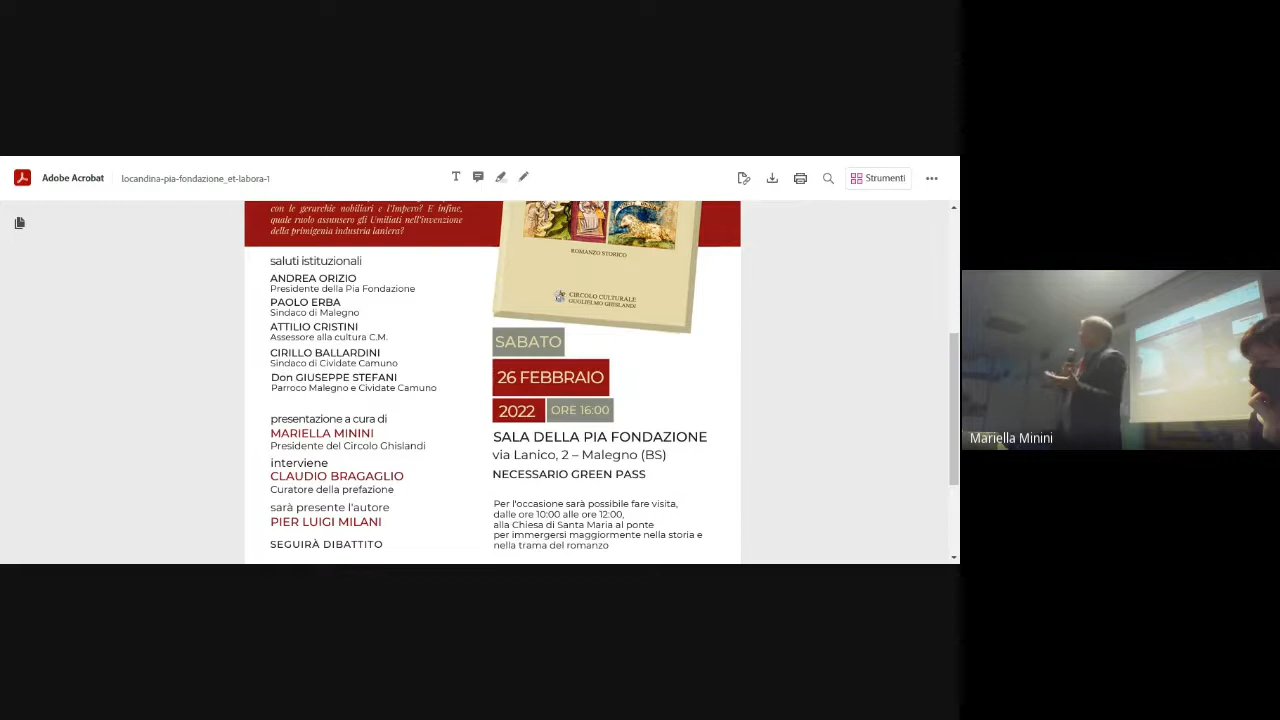 Adobe Acrobat
locandina-pia-fondazione_et-labora-1
Strumenti
con le gerarchie nobiliari e l'Impero? E infine,
quale ruolo assunsero gli Umiliati nell'invenzione
della primigenia industria laniera?
saluti istituzionali
ANDREA ORIZIO
Presidente della Pia Fondazione
PAOLO ERBA
Sindaco di Malegno
ATTILIO CRISTINI
Assessore alla cultura C.M.
CIRILLO BALLARDINI
Sindaco di Cividate Camuno
Don GIUSEPPE STEFANI
Parroco Malegno e Cividate Camuno
presentazione a cura di
MARIELLA MININI
Presidente del Circolo Ghislandi
interviene
CLAUDIO BRAGAGLIO
Curatore della prefazione
sarà presente l'autore
PIER LUIGI MILANI
SEGUIRÀ DIBATTITO
ROMANZO STORICO
CIRCOLO CULTURALE
GUGLIELMO GHISLANDI
SABATO
26 FEBBRAIO
2022 ORE 16:00
SALA DELLA PIA FONDAZIONE
via Lanico, 2 – Malegno (BS)
NECESSARIO GREEN PASS
Per l'occasione sarà possibile fare visita,
dalle ore 10:00 alle ore 12:00,
alla Chiesa di Santa Maria al ponte
per immergersi maggiormente nella storia e
nella trama del romanzo
Mariella Minini